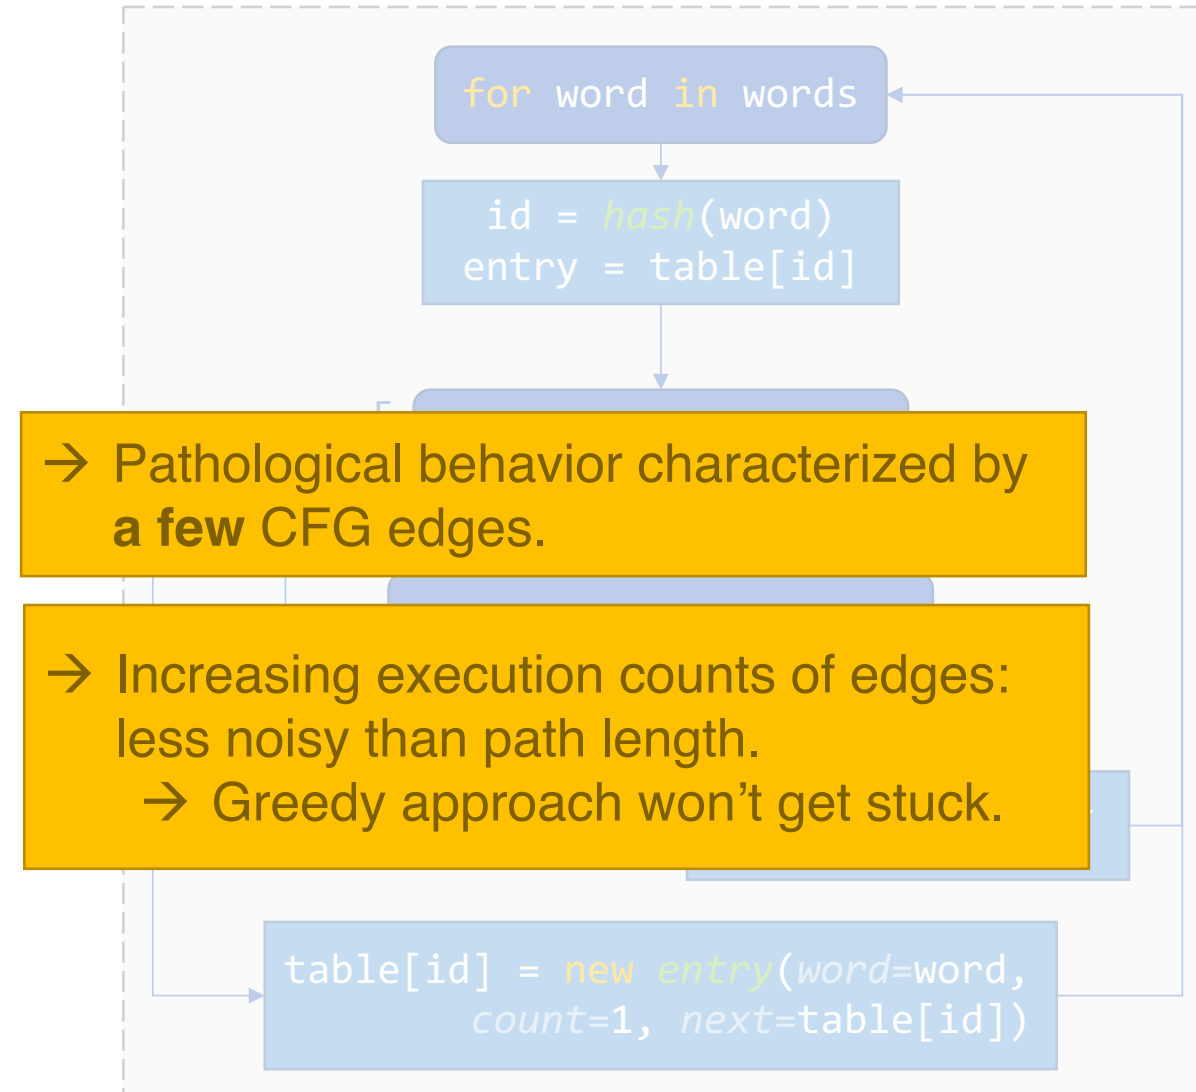 for word in words
id = hash(word)
entry = table[id]
→ Pathological behavior characterized by
a few CFG edges.
→ Increasing execution counts of edges:
less noisy than path length.
→ Greedy approach won't get stuck.
table[id] = new entry(word=word,
count=1, next=table[id])